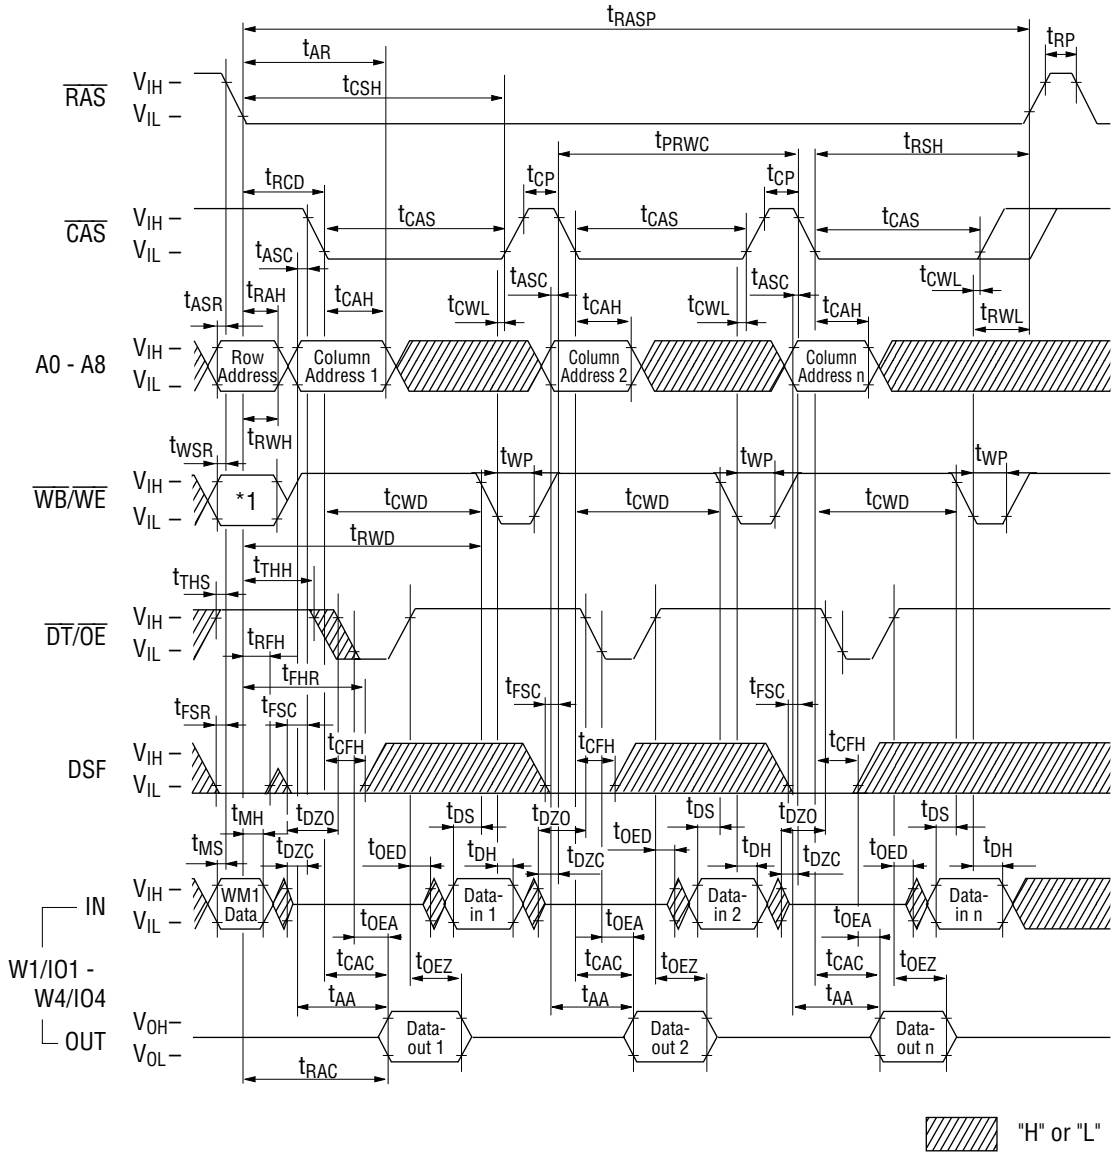 tRASP
tAR
tRP
RAS
VIH
VIL
tCSH
tPRWC
tRSH
tRCD
tCP
tCP
CAS
VIH
VIL
tCAS
tCAS
tCAS
tASC
tASC
tASC
tASR
tRAH
tCAH
tCWL
tCAH
tCWL
tCAH
tCWL
tRWL
A0 - A8
VIH
VIL
Row Address
Column Address 1
Column Address 2
Column Address n
tWSR
tRWH
tWP
tWP
tWP
WB/WE
VIH
VIL
*1
tCWD
tCWD
tCWD
tRWD
tTHS
tTHH
DT/OE
VIH
VIL
tRFH
tFHR
tFSR
tFSC
tFSC
tFSC
DSF
VIH
VIL
tCFH
tCFH
tCFH
tMH
tDZO
tDS
tDZO
tDS
tDZO
tDS
tMS
tDZC
tOED
tDH
tDZC
tOED
tDH
tDZC
tOED
tDH
IN
VIH
VIL
WM1 Data
Data-in 1
Data-in 2
Data-in n
tOEA
tOEA
tOEA
W1/IO1 -
W4/IO4
tCAC
tOEZ
tCAC
tOEZ
tCAC
tOEZ
tAA
tAA
tAA
OUT
VOH
VOL
Data-out 1
Data-out 2
Data-out n
tRAC
"H" or "L"